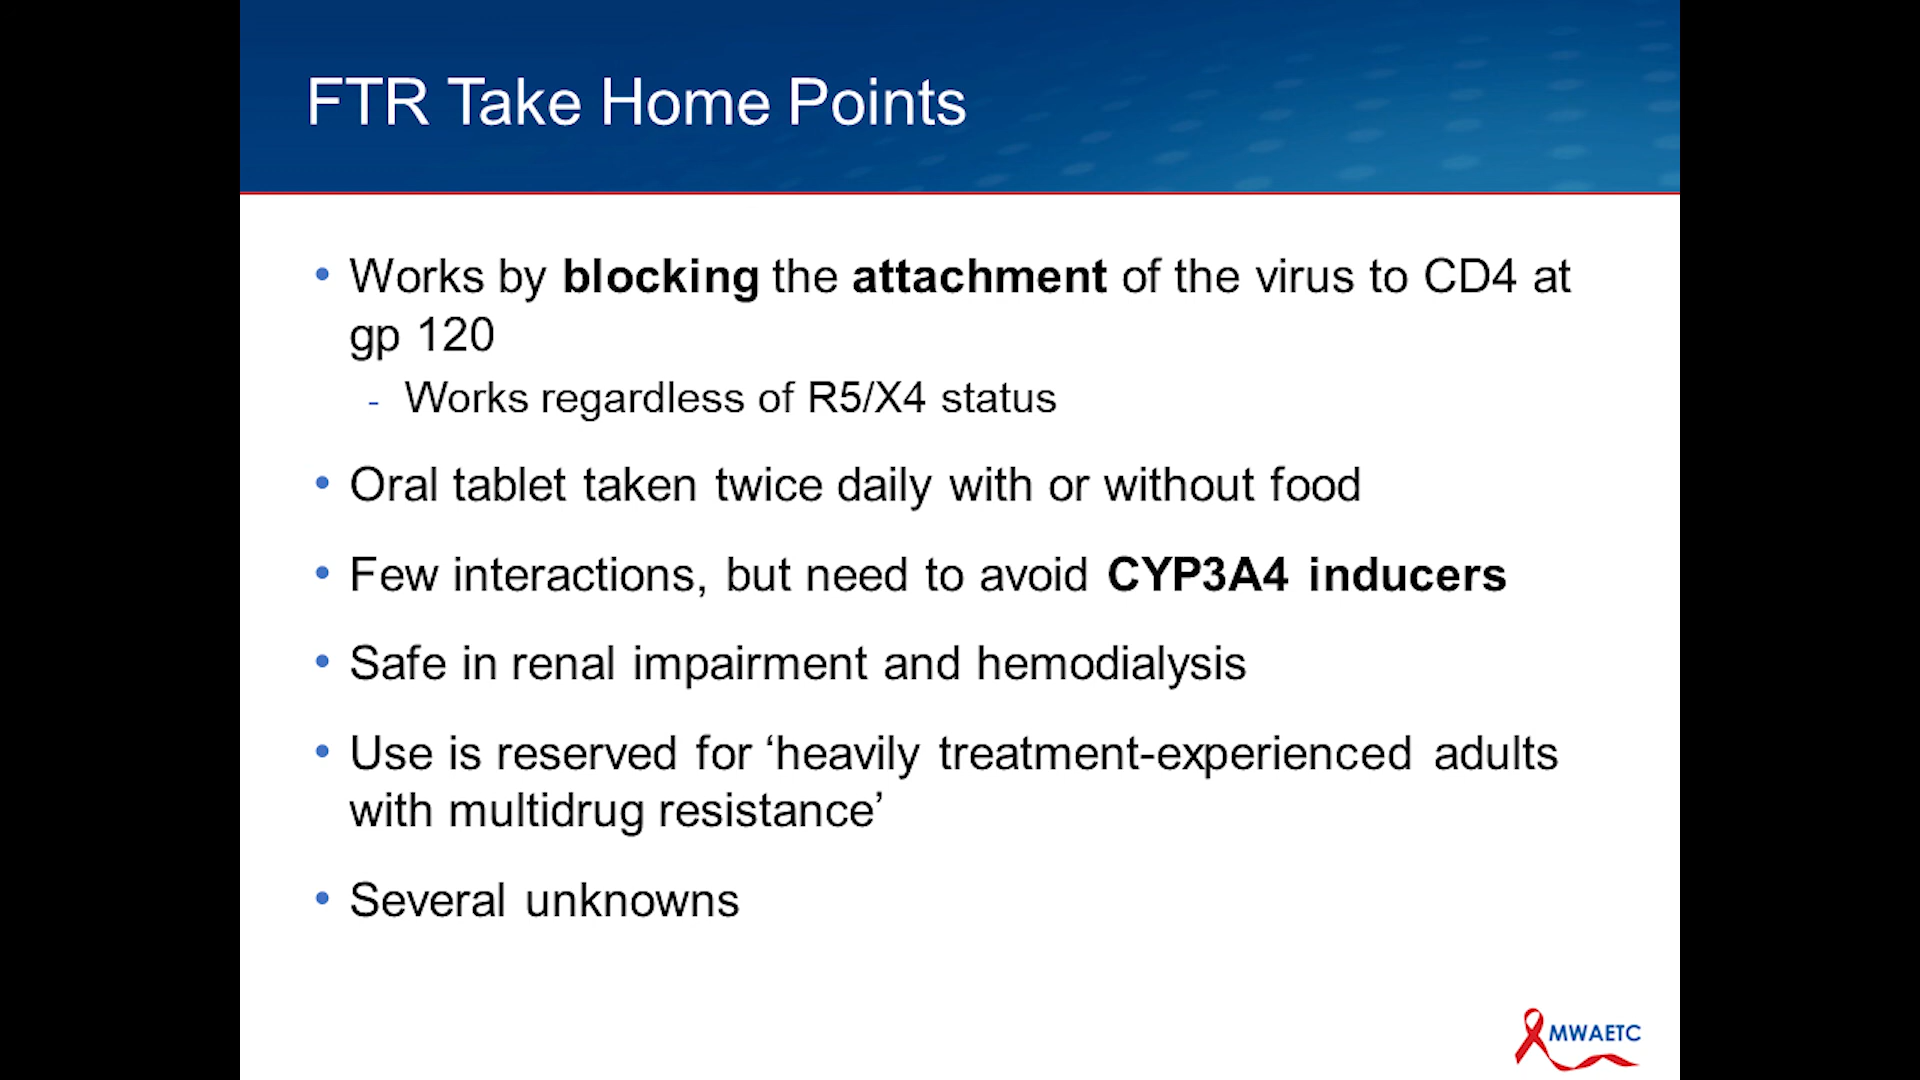 FTR Take Home Points
• Works by blocking the attachment of the virus to CD4 at
gp 120
- Works regardless of R5/X4 status
• Oral tablet taken twice daily with or without food
• Few interactions, but need to avoid CYP3A4 inducers
• Safe in renal impairment and hemodialysis
• Use is reserved for ‘heavily treatment-experienced adults
with multidrug resistance’
• Several unknowns
MWAETC